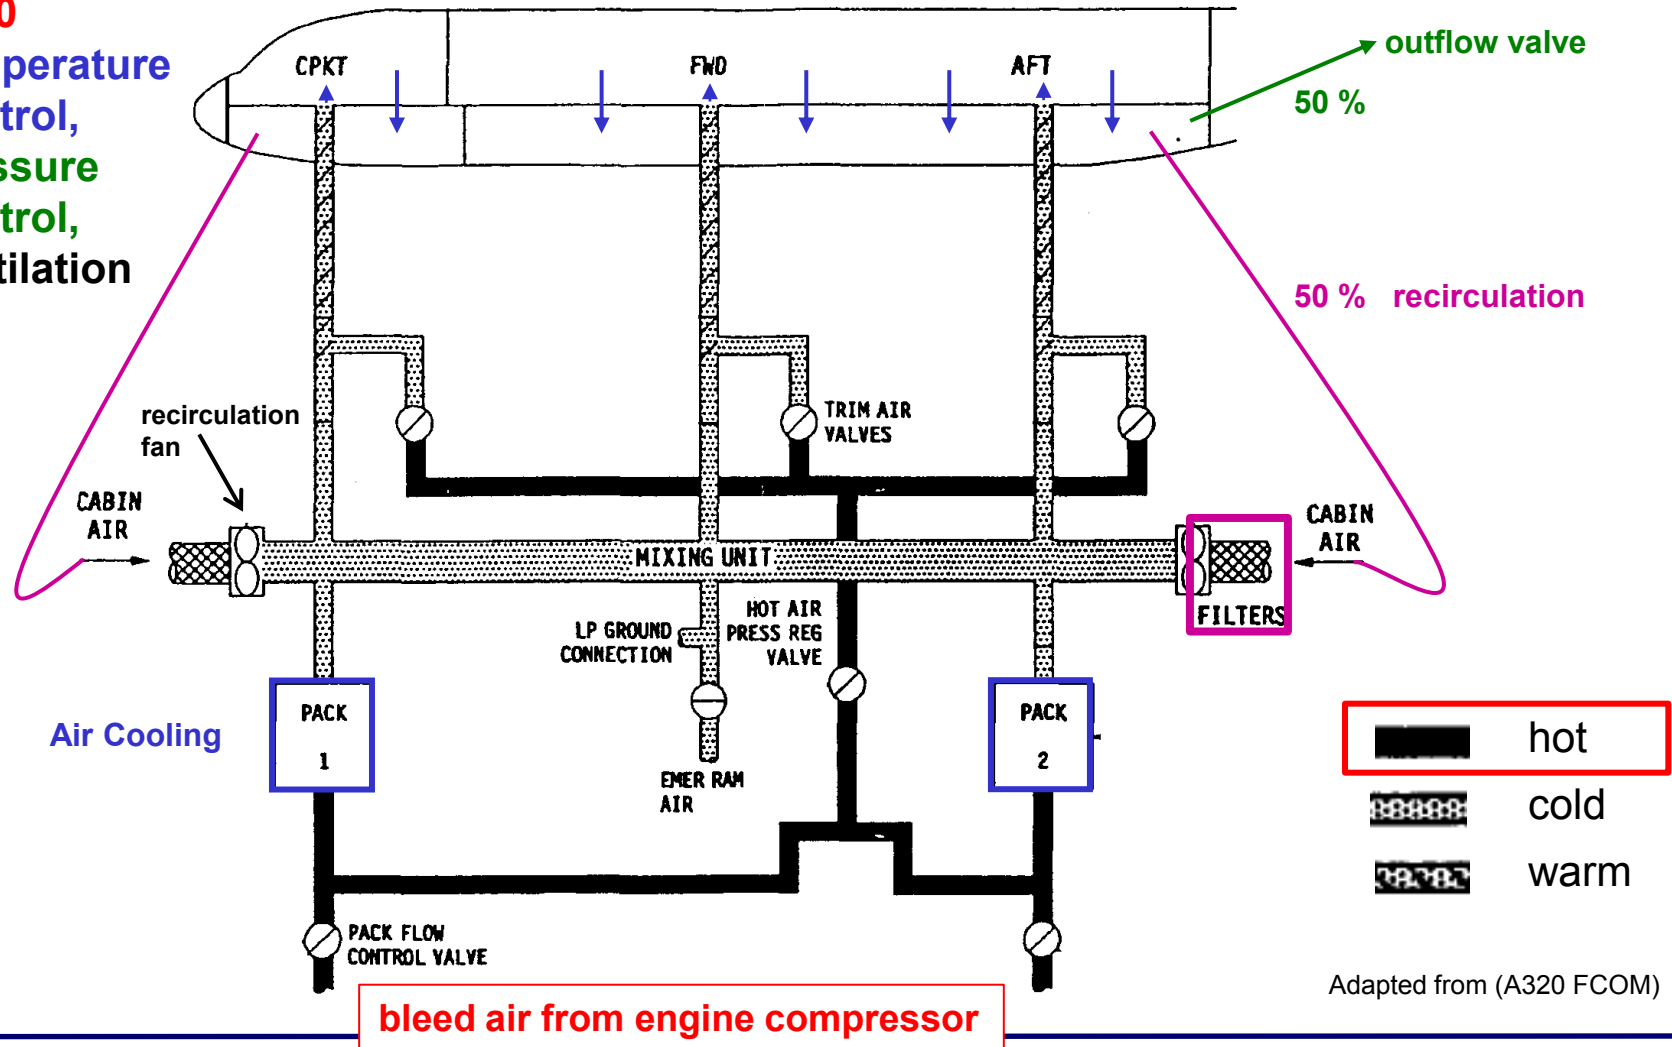 0
perature
trol,
ssure
trol,
tilation
CPKT
FWD
AFT
outflow valve
50 %
50 % recirculation
recirculation
fan
TRIM AIR
VALVES
CABIN
AIR
MIXING UNIT
CABIN
AIR
FILTERS
LP GROUND
CONNECTION
HOT AIR
PRESS REG
VALVE
Air Cooling
PACK
1
EMER RAM
AIR
PACK
2
hot
cold
warm
PACK FLOW
CONTROL VALVE
Adapted from (A320 FCOM)
bleed air from engine compressor